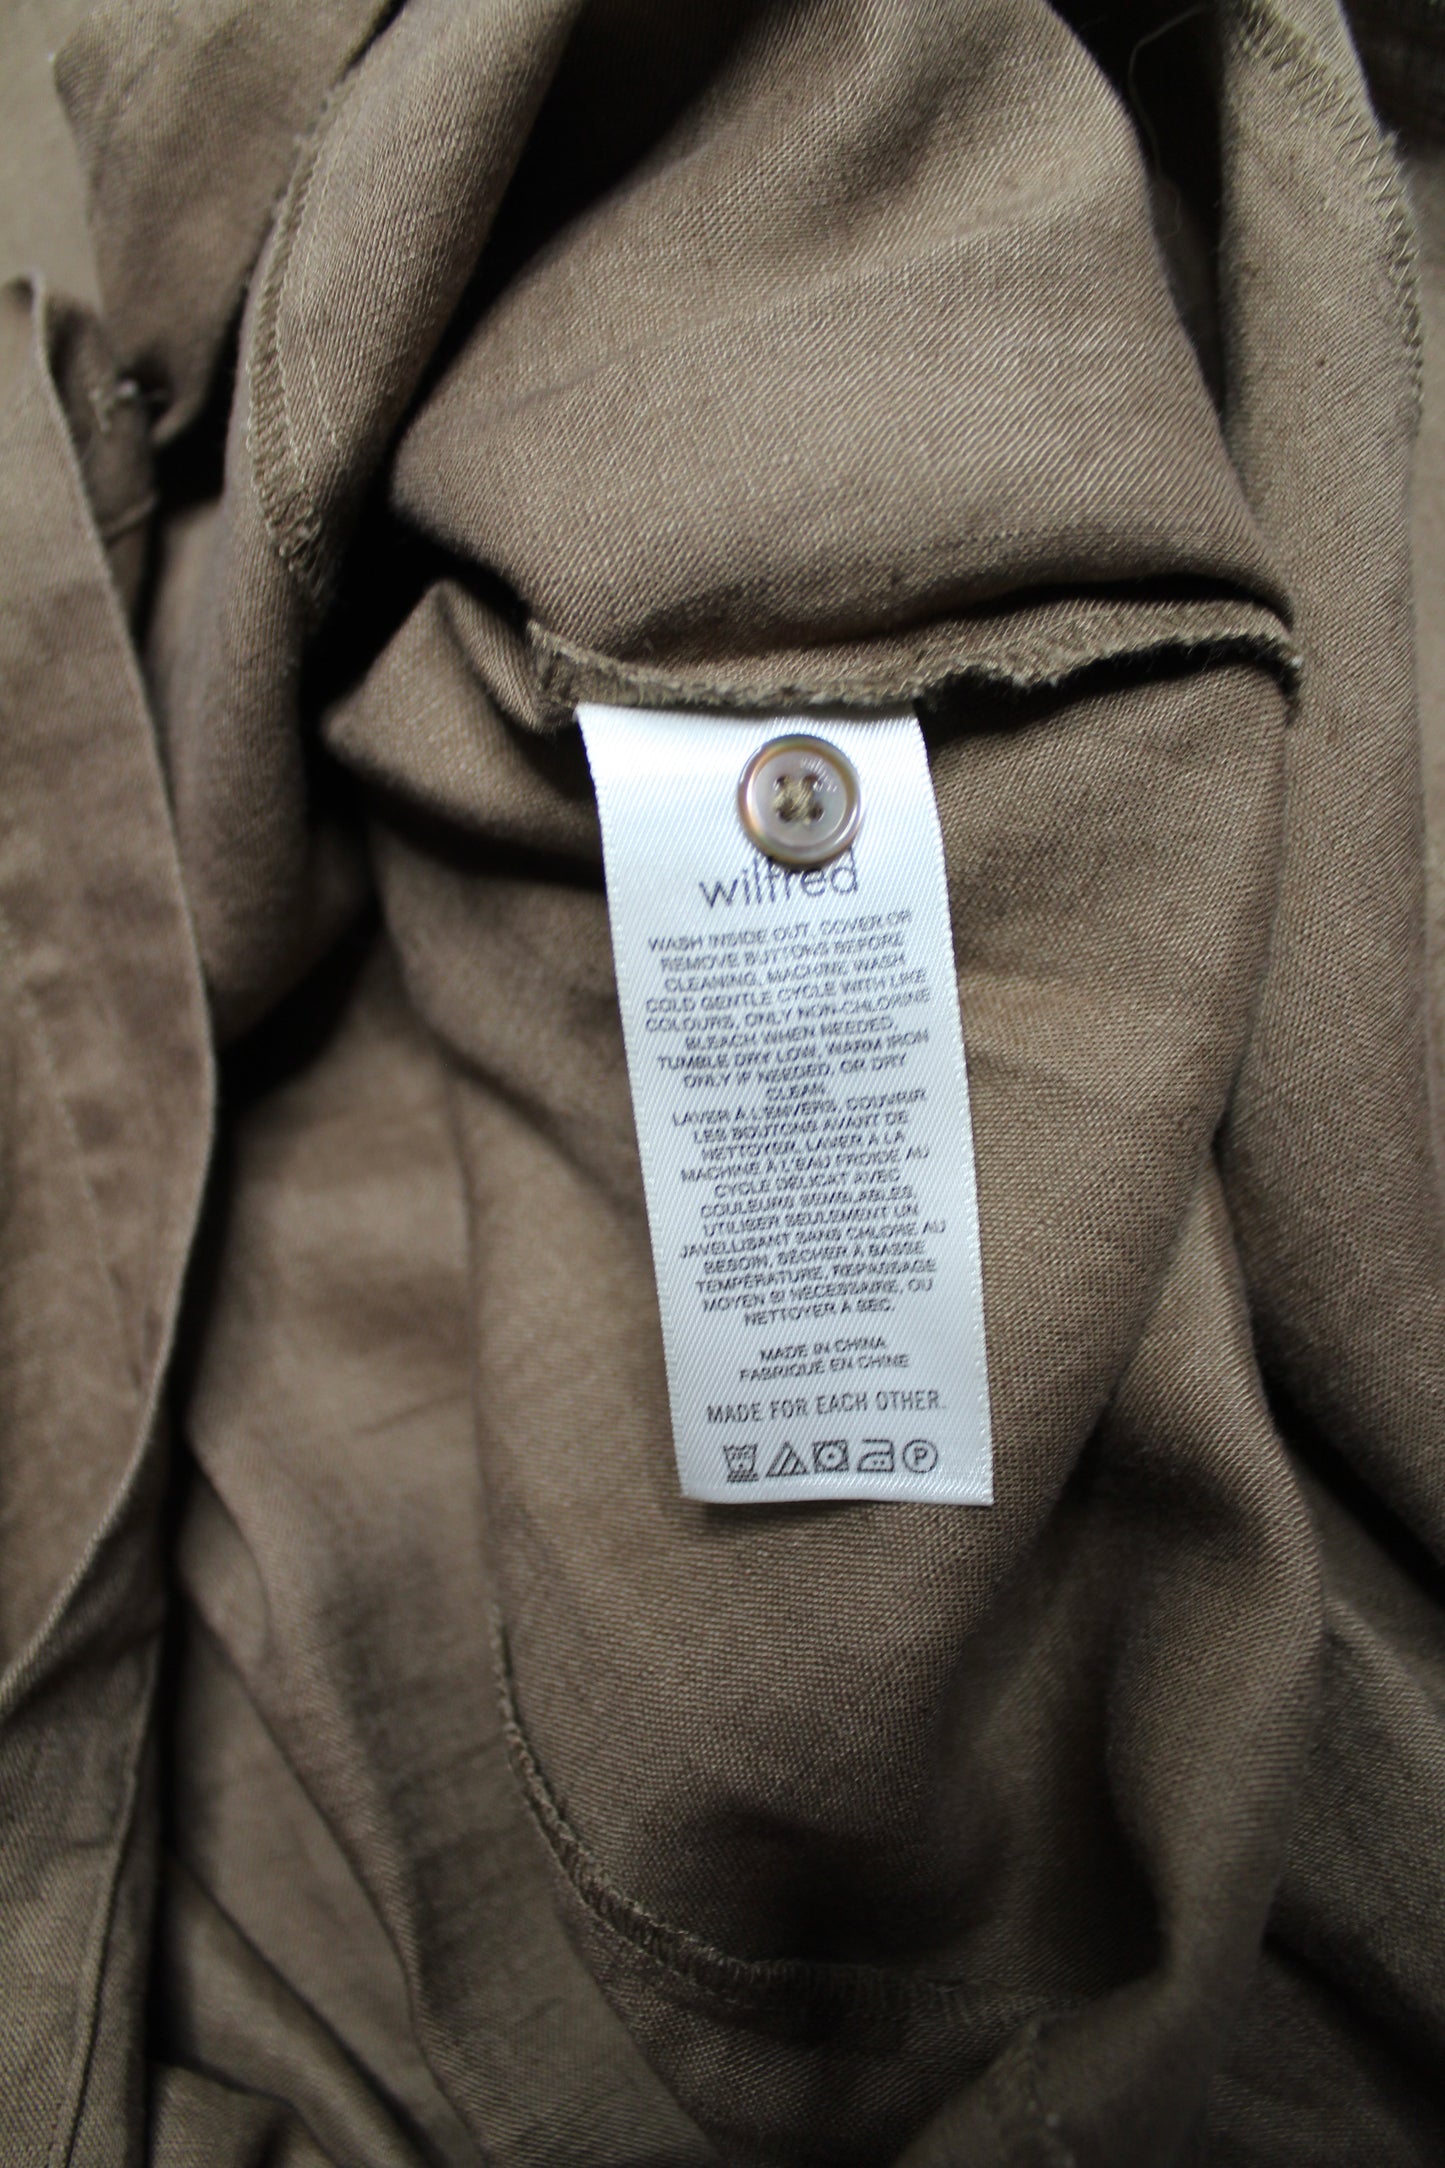 wilfred
WASH INSIDE OUT, COVER OR
REMOVE BUTTONS BEFORE
CLEANING, MACHINE WASH
COLD GENTLE CYCLE WITH LIKE
COLOURS, ONLY NON-CHLORINE
BLEACH WHEN NEEDED,
TUMBLE DRY LOW, WARM IRON
ONLY IF NEEDED, OR DRY
CLEAN.
LAVER À L'ENVERS, COUVRIR
LES BOUTONS AVANT DE
NETTOYER, LAVER À LA
MACHINE À L'EAU FROIDE AU
CYCLE DÉLICAT AVEC
COULEURS SEMBLABLES,
UTILISER SEULEMENT UN
JAVELLISANT SANS CHLORE AU
BESOIN, SÉCHER À BASSE
TEMPÉRATURE, REPASSAGE
MOYEN SI NÉCESSAIRE, OU
NETTOYER À SEC.
MADE IN CHINA
FABRIQUÉ EN CHINE
MADE FOR EACH OTHER.
P